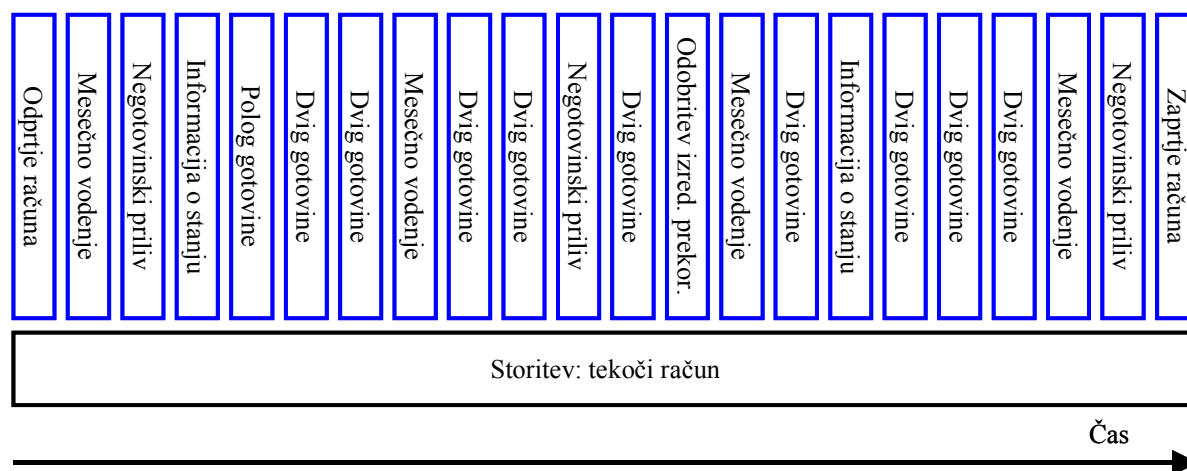 Odprtje računa
Mesečno vodenje
Negotovinski priliv
Informacija o stanju
Polog gotovine
Dvig gotovine
Dvig gotovine
Mesečno vodenje
Dvig gotovine
Dvig gotovine
Negotovinski priliv
Dvig gotovine
Odobritev izred. prekor.
Mesečno vodenje
Dvig gotovine
Informacija o stanju
Dvig gotovine
Dvig gotovine
Dvig gotovine
Mesečno vodenje
Negotovinski priliv
Zaprtje računa
Storitev: tekoči račun
Čas